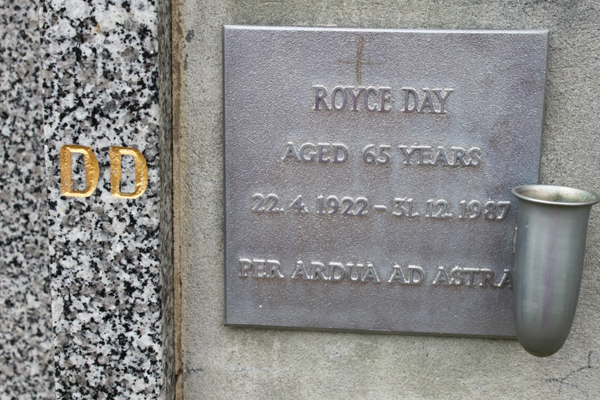 DD
ROYCE DAY
AGED 65 YEARS
22. 4. 1922 - 31. 12. 1987
PER ARDUA AD ASTRA